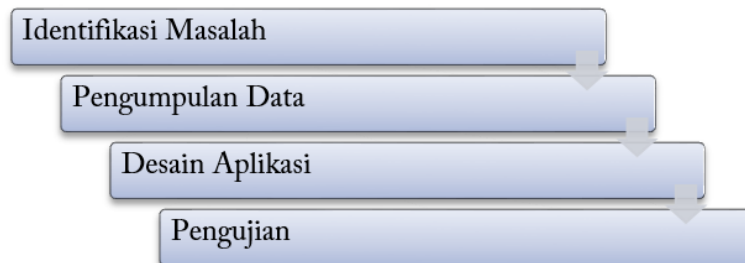 Identifikasi Masalah
Pengumpulan Data
Desain Aplikasi
Pengujian